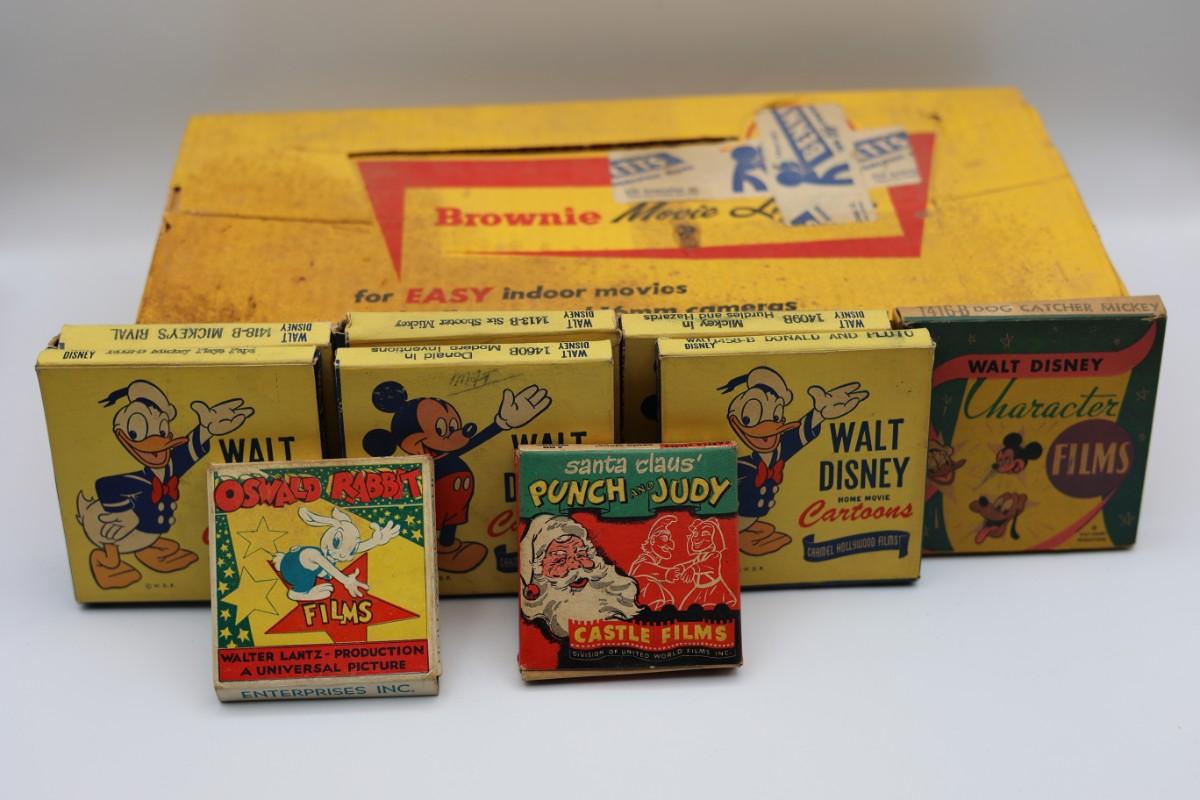 Brownie Movie
for EASY indoor movies
6mm cameras
1418-B MICKEY'S RIVAL
WALT DISNEY
1413-B Six Shooter Mickey
WALT DISNEY
1409B Mickey in Hurdles and Hazards
WALT DISNEY
1416-B DOG CATCHER MICKEY
DISNEY
1460B Donald in Modern Inventions
WALT DISNEY
1458-B DONALD AND PLUTO
WALT DISNEY
WALT
© W.D.P.
WALT
WALT
DISNEY
HOME MOVIE
Cartoons
CARMEL HOLLYWOOD FILMS
WALT DISNEY
Character
FILMS
OSWALD RABBIT
FILMS
WALTER LANTZ - PRODUCTION
A UNIVERSAL PICTURE
ENTERPRISES INC.
santa claus'
PUNCH AND JUDY
CASTLE FILMS
DIVISION OF UNITED WORLD FILMS INC.